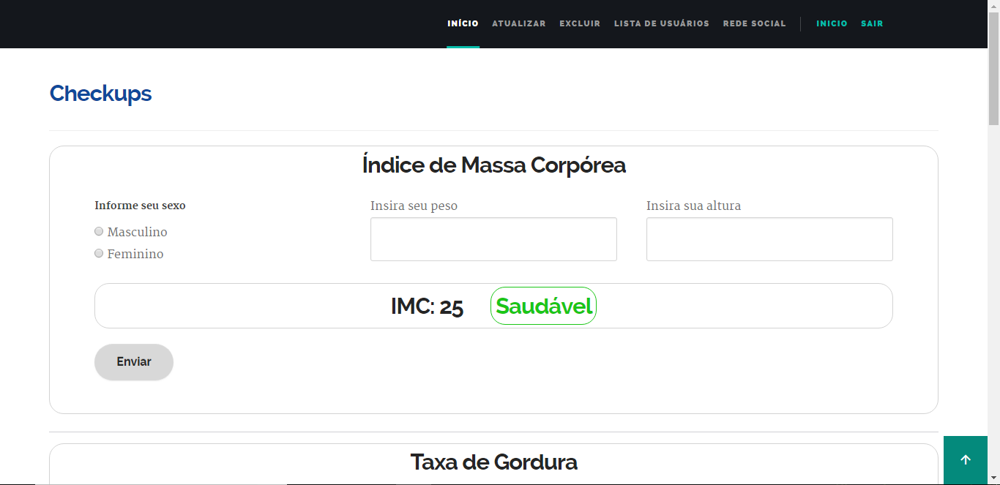 INÍCIO ATUALIZAR EXCLUIR LISTA DE USUÁRIOS REDE SOCIAL INICIO SAIR
Checkups
Índice de Massa Corpórea
Informe seu sexo
Masculino
Feminino
Insira seu peso
Insira sua altura
IMC: 25 Saudável
Enviar
Taxa de Gordura